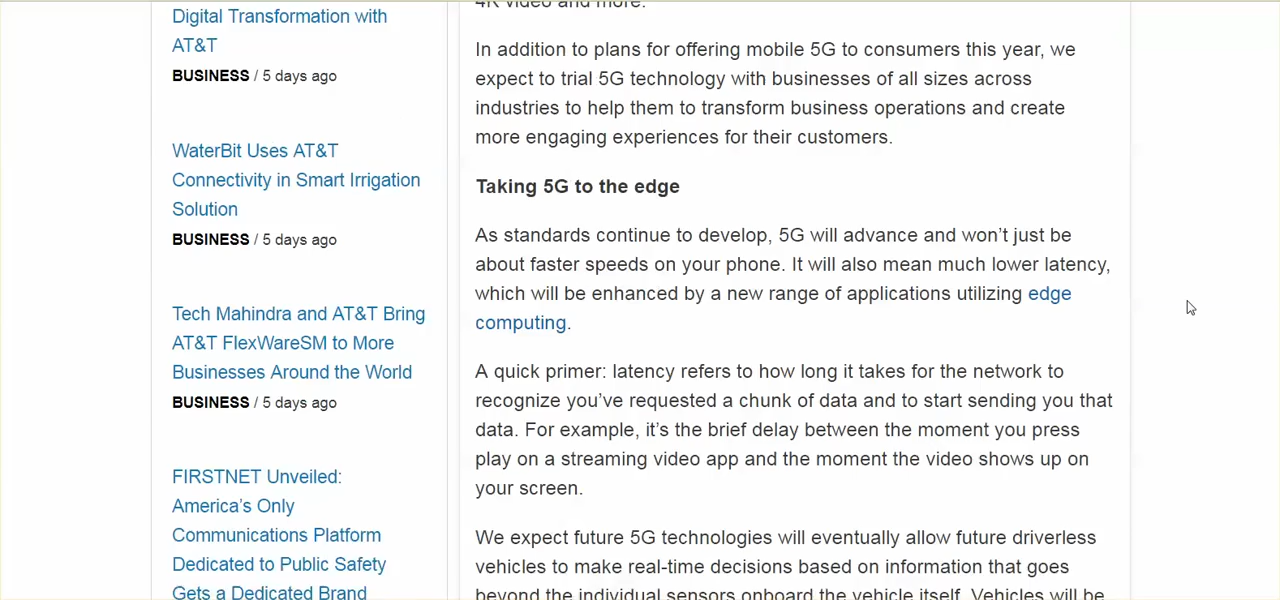 Digital Transformation with
AT&T
BUSINESS / 5 days ago
WaterBit Uses AT&T
Connectivity in Smart Irrigation
Solution
BUSINESS / 5 days ago
Tech Mahindra and AT&T Bring
AT&T FlexWareSM to More
Businesses Around the World
BUSINESS / 5 days ago
FIRSTNET Unveiled:
America’s Only
Communications Platform
Dedicated to Public Safety
Gets a Dedicated Brand
4K video and more.
In addition to plans for offering mobile 5G to consumers this year, we
expect to trial 5G technology with businesses of all sizes across
industries to help them to transform business operations and create
more engaging experiences for their customers.
Taking 5G to the edge
As standards continue to develop, 5G will advance and won’t just be
about faster speeds on your phone. It will also mean much lower latency,
which will be enhanced by a new range of applications utilizing edge
computing.
A quick primer: latency refers to how long it takes for the network to
recognize you’ve requested a chunk of data and to start sending you that
data. For example, it’s the brief delay between the moment you press
play on a streaming video app and the moment the video shows up on
your screen.
We expect future 5G technologies will eventually allow future driverless
vehicles to make real-time decisions based on information that goes
beyond the individual sensors onboard the vehicle itself. Vehicles will be